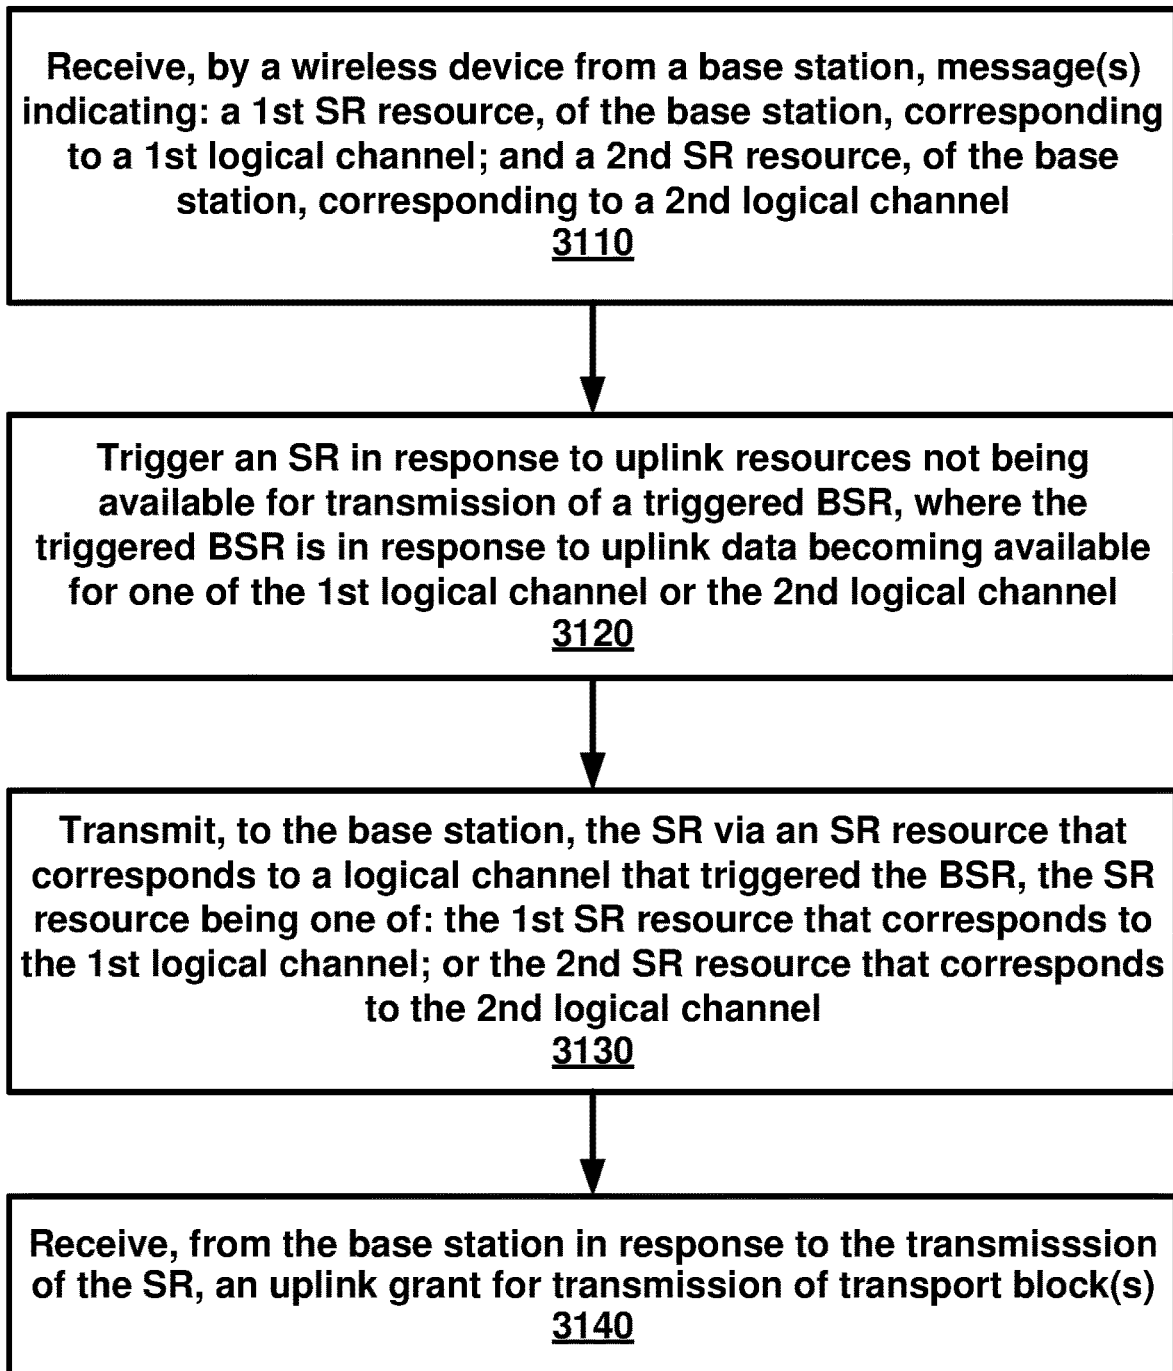 Receive, by a wireless device from a base station, message(s)
indicating: a 1st SR resource, of the base station, corresponding
to a 1st logical channel; and a 2nd SR resource, of the base
station, corresponding to a 2nd logical channel
3110
Trigger an SR in response to uplink resources not being
available for transmission of a triggered BSR, where the
triggered BSR is in response to uplink data becoming available
for one of the 1st logical channel or the 2nd logical channel
3120
Transmit, to the base station, the SR via an SR resource that
corresponds to a logical channel that triggered the BSR, the SR
resource being one of: the 1st SR resource that corresponds to
the 1st logical channel; or the 2nd SR resource that corresponds
to the 2nd logical channel
3130
Receive, from the base station in response to the transmisssion
of the SR, an uplink grant for transmission of transport block(s)
3140